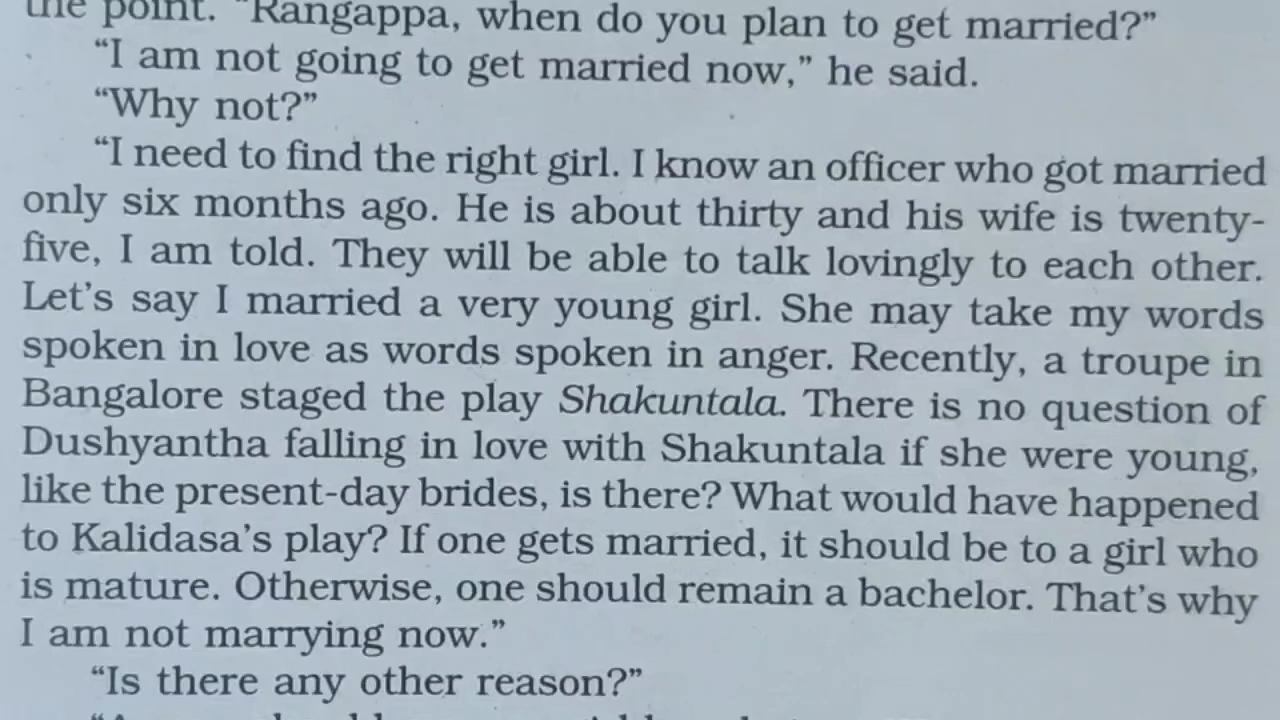 the point. "Rangappa, when do you plan to get married?"
"I am not going to get married now," he said.
"Why not?"
"I need to find the right girl. I know an officer who got married
only six months ago. He is about thirty and his wife is twenty-
five, I am told. They will be able to talk lovingly to each other.
Let's say I married a very young girl. She may take my words
spoken in love as words spoken in anger. Recently, a troupe in
Bangalore staged the play Shakuntala. There is no question of
Dushyantha falling in love with Shakuntala if she were young,
like the present-day brides, is there? What would have happened
to Kalidasa's play? If one gets married, it should be to a girl who
is mature. Otherwise, one should remain a bachelor. That's why
I am not marrying now."
"Is there any other reason?"